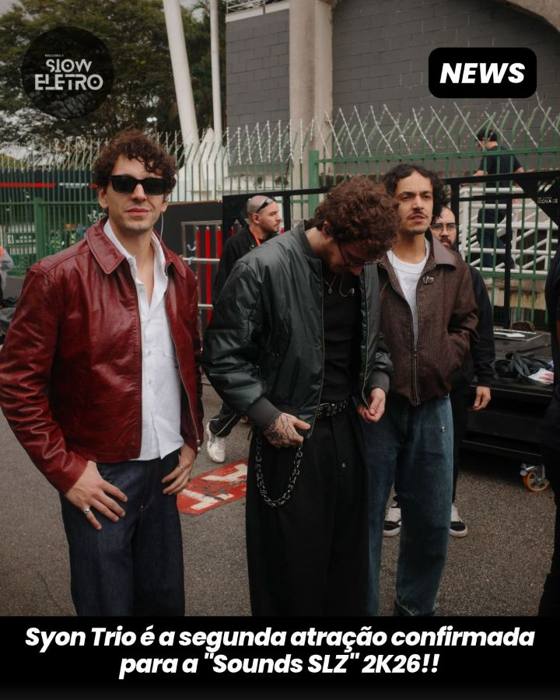 SLOW
ELETRO
NEWS
Syon Trio é a segunda atração confirmada
para a "Sounds SLZ" 2K26!!